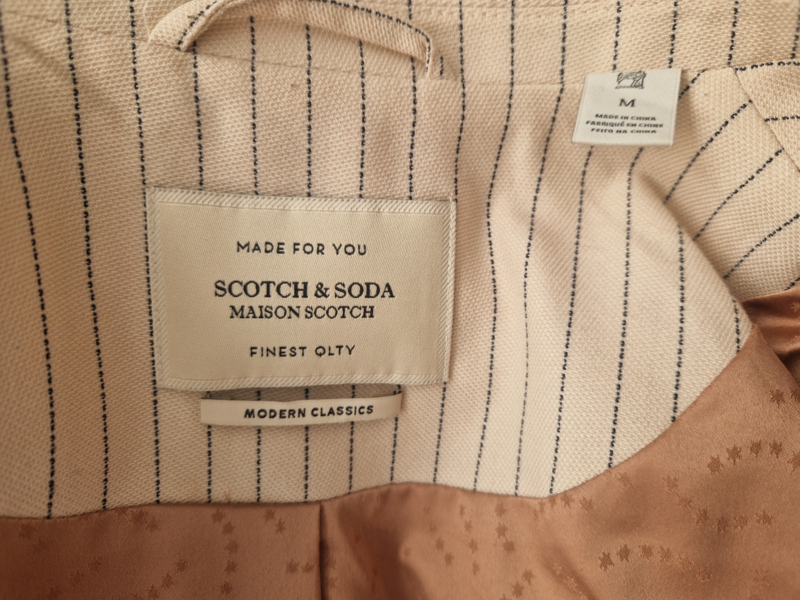 MADE FOR YOU
SCOTCH & SODA
MAISON SCOTCH
FINEST QLTY
MODERN CLASSICS
M
MADE IN CHINA
FABRIQUÉ EN CHINE
FEITO NA CHINA